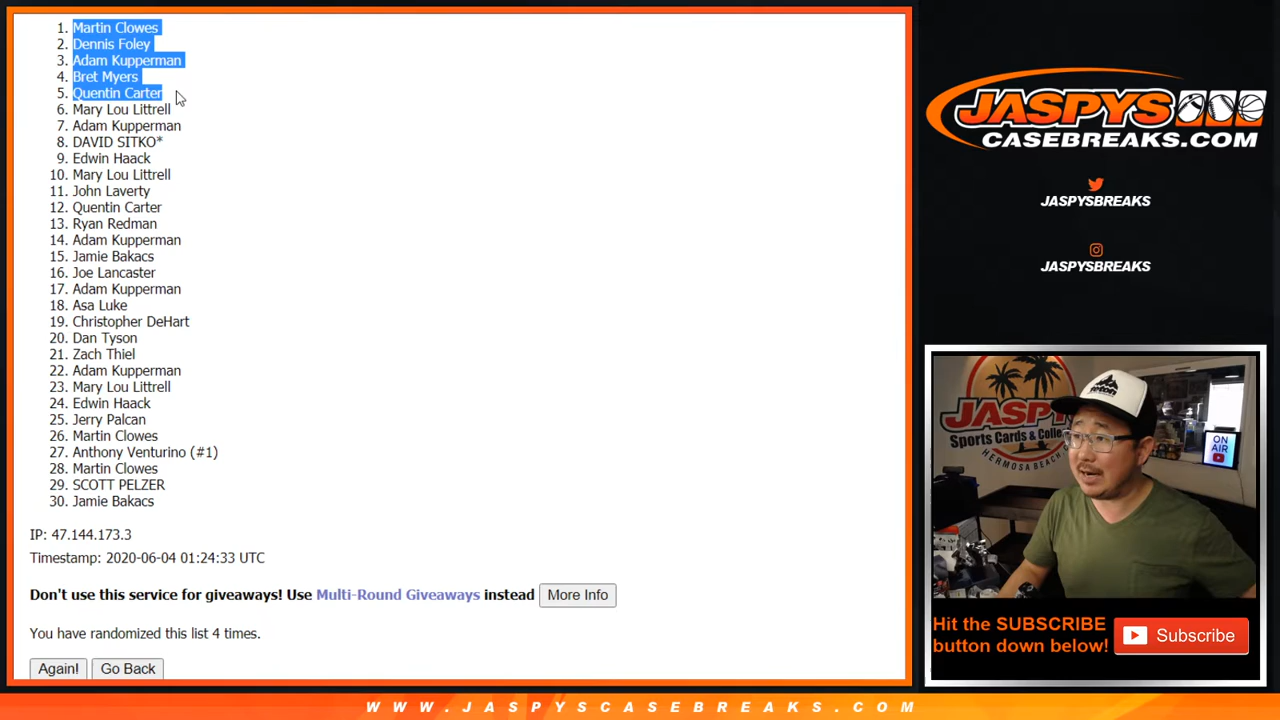 1. Martin Clowes
2. Dennis Foley
3. Adam Kupperman
4. Bret Myers
5. Quentin Carter
6. Mary Lou Littrell
7. Adam Kupperman
8. DAVID SITKO*
9. Edwin Haack
10. Mary Lou Littrell
11. John Laverty
12. Quentin Carter
13. Ryan Redman
14. Adam Kupperman
15. Jamie Bakacs
16. Joe Lancaster
17. Adam Kupperman
18. Asa Luke
19. Christopher DeHart
20. Dan Tyson
21. Zach Thiel
22. Adam Kupperman
23. Mary Lou Littrell
24. Edwin Haack
25. Jerry Palcan
26. Martin Clowes
27. Anthony Venturino (#1)
28. Martin Clowes
29. SCOTT PELZER
30. Jamie Bakacs
IP: 47.144.173.3
Timestamp: 2020-06-04 01:24:33 UTC
Don't use this service for giveaways! Use Multi-Round Giveaways instead More Info
You have randomized this list 4 times.
Again! Go Back
JASPYS
CASEBREAKS.COM
JASPYSBREAKS
JASPYSBREAKS
JASPY
Sports Cards & Colle
HERMOSA BEACH
ON
AIR
Hit the SUBSCRIBE
button down below!
Subscribe
WWW.JASPYSCASEBREAKS.COM